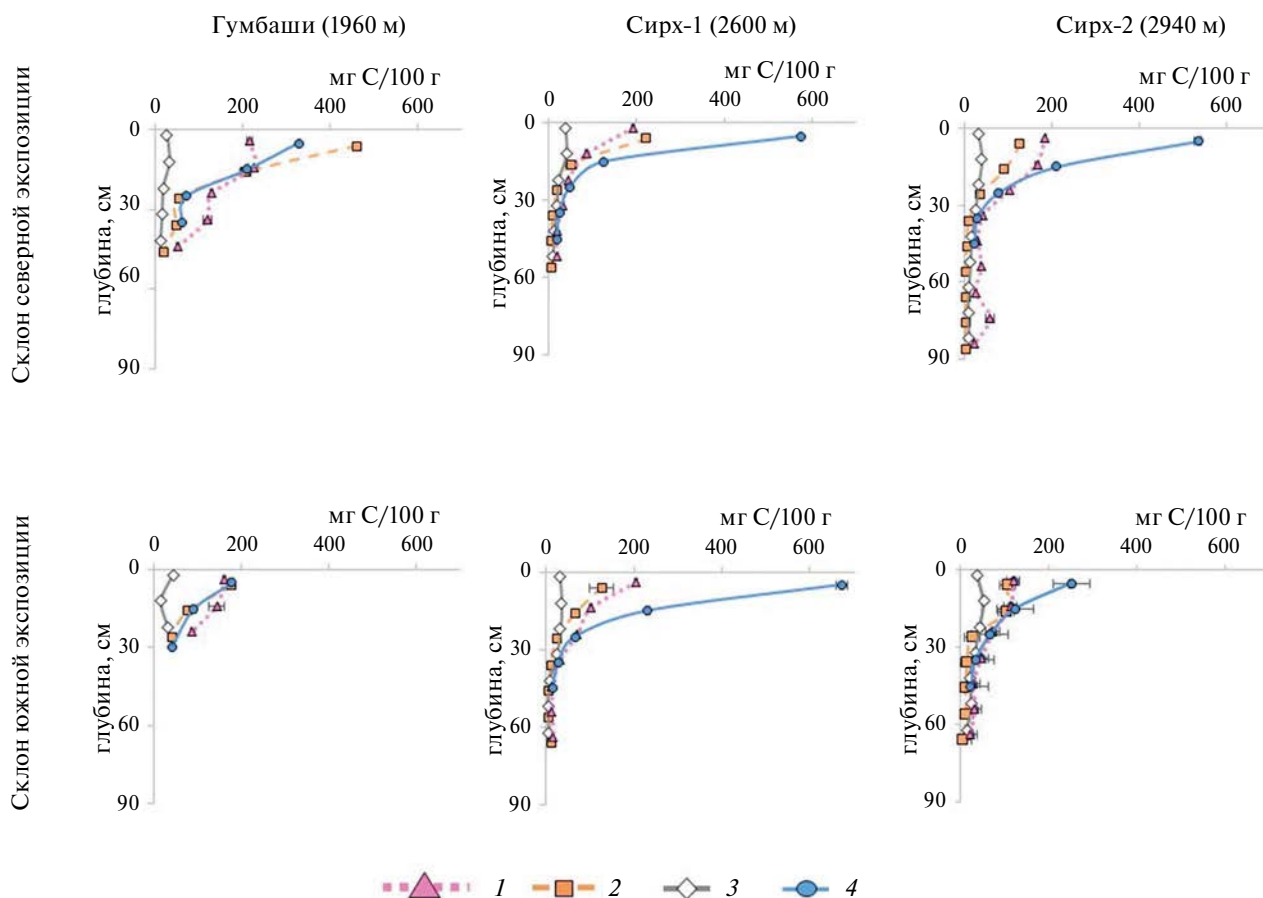 Гумбаши (1960 м)
Сирх-1 (2600 м)
Сирх-2 (2940 м)
Склон северной экспозиции
мг С/100 г
0 200 400 600
глубина, см
0
30
60
90
мг С/100 г
0 200 400 600
глубина, см
0
30
60
90
мг С/100 г
0 200 400 600
глубина, см
0
30
60
90
Склон южной экспозиции
мг С/100 г
0 200 400 600
глубина, см
0
30
60
90
мг С/100 г
0 200 400 600
глубина, см
0
30
60
90
мг С/100 г
0 200 400 600
глубина, см
0
30
60
90
1 2 3 4